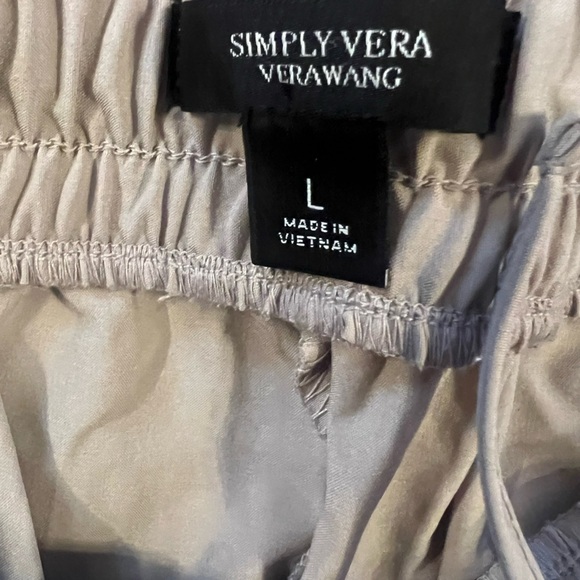 SIMPLY VERA
VERAWANG
L
MADE IN
VIETNAM